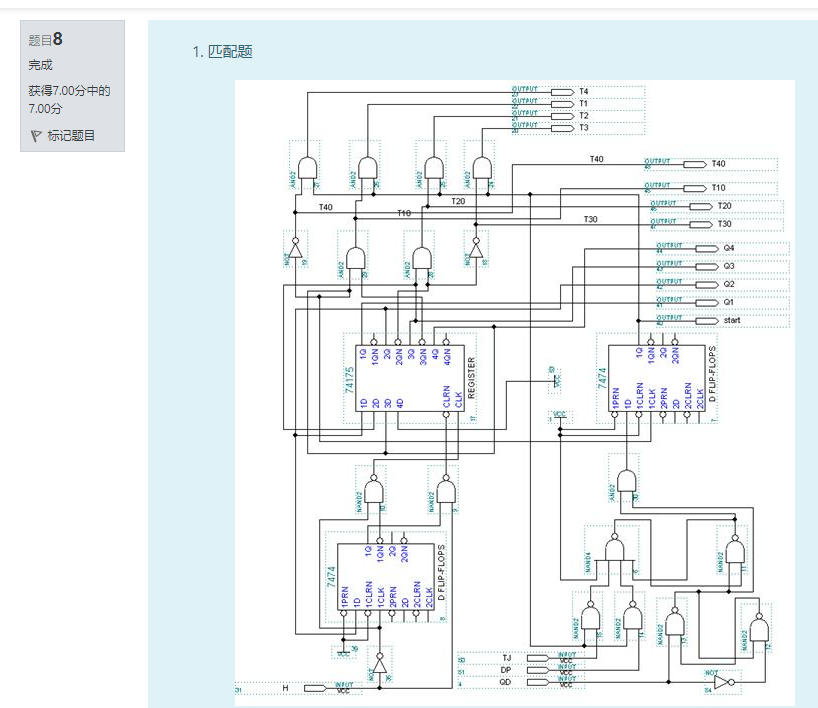 题目8
完成
获得7.00分中的
7.00分
标记题目
1. 匹配题
OUTPUT T4
OUTPUT T1
OUTPUT T2
OUTPUT T3
AND2 AND2 AND2 AND2
T40 OUTPUT T40
OUTPUT T10
T40 T10 T20 OUTPUT T20
T30 OUTPUT T30
NOT AND2 AND2 NOT
OUTPUT Q4
OUTPUT Q3
OUTPUT Q2
OUTPUT Q1
OUTPUT start
74175
1Q 1QN 2Q 2QN 3Q 3QN 4Q 4QN
1D 2D 3D 4D CLRN CLK
REGISTER
VCC
VCC
7474
1Q 1QN 2Q 2QN
1PRN 1D 1CLRN 1CLK 2PRN 2D 2CLRN 2CLK
D FLIP-FLOPS
NAND2 NAND2
AND2
NAND4 NAND2
7474
1Q 1QN 2Q 2QN
1PRN 1D 1CLRN 1CLK 2PRN 2D 2CLRN 2CLK
D FLIP-FLOPS
NAND2 NAND2 NAND2 NAND2
VCC
NOT
TJ INPUT VCC
DP INPUT VCC
QD INPUT VCC
NOT
H INPUT VCC